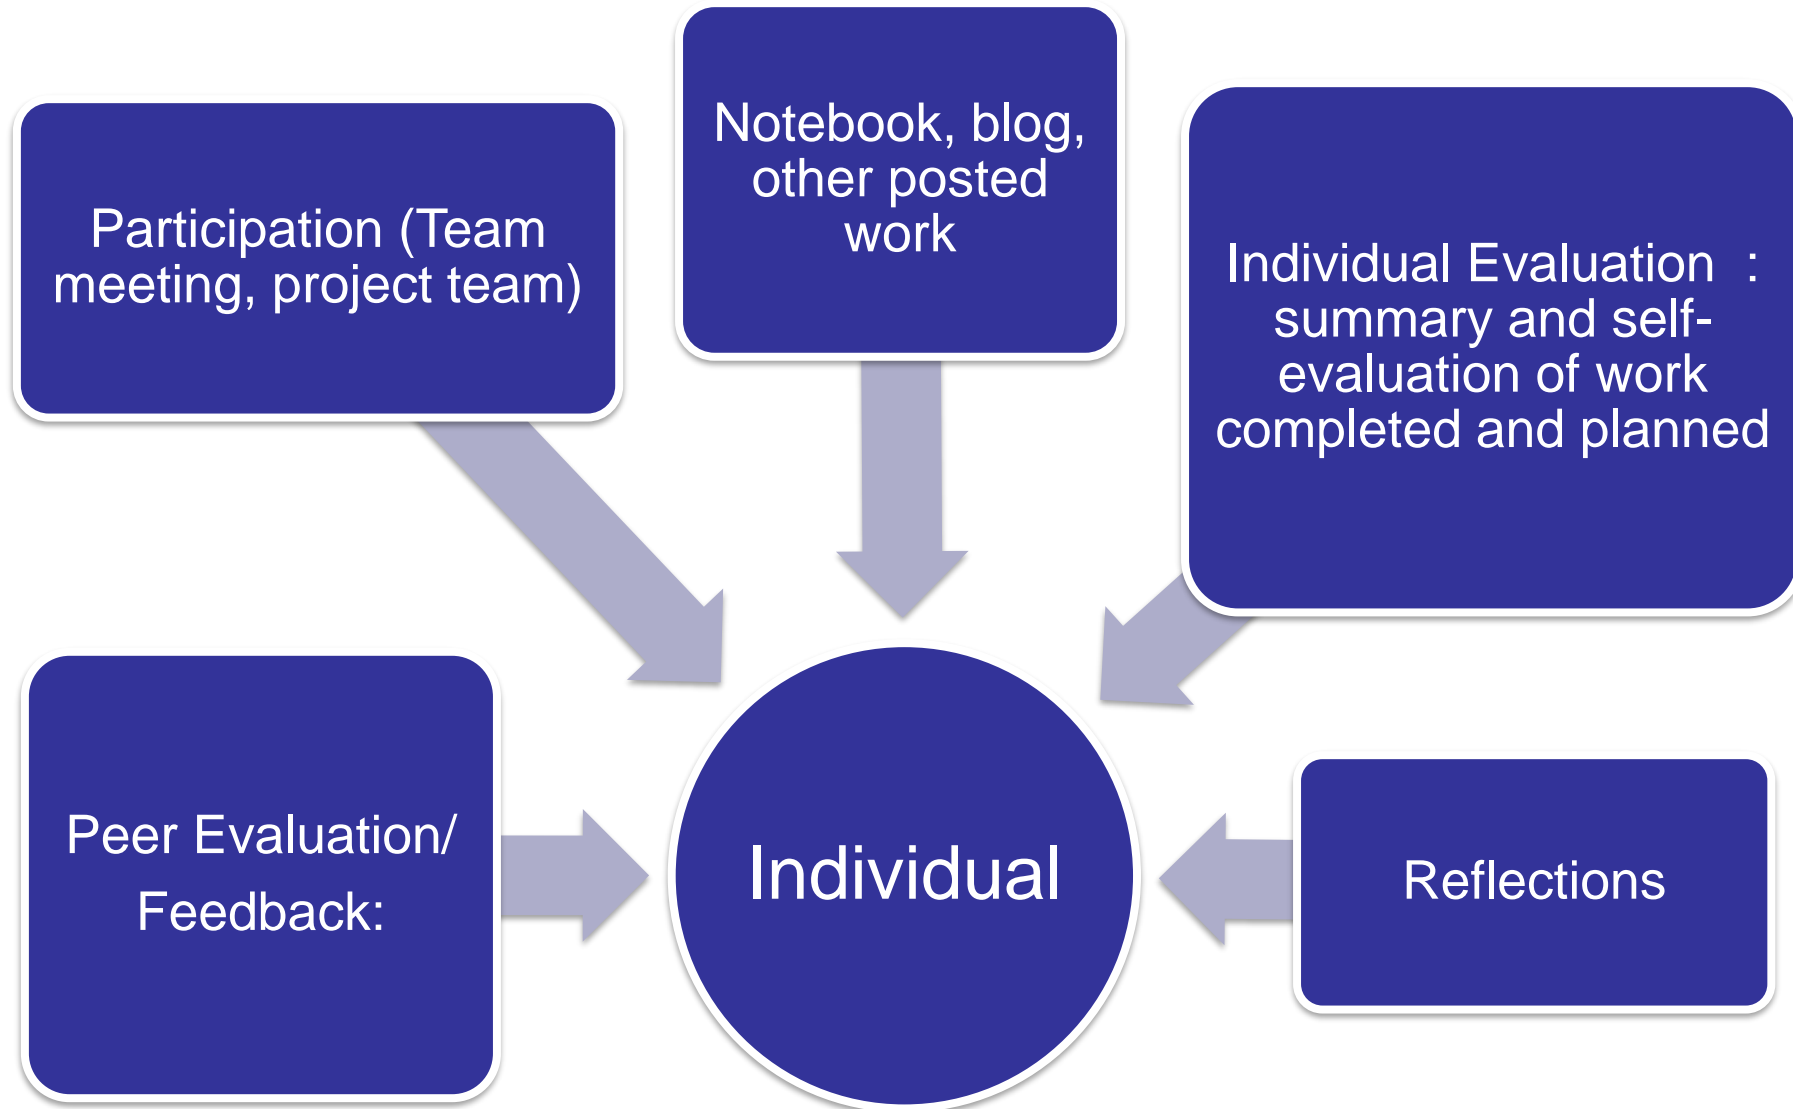 Participation (Team
meeting, project team)
Notebook, blog,
other posted
work
Individual Evaluation  :
summary and self-
evaluation of work
completed and planned
Peer Evaluation/
Feedback:
Individual
Reflections